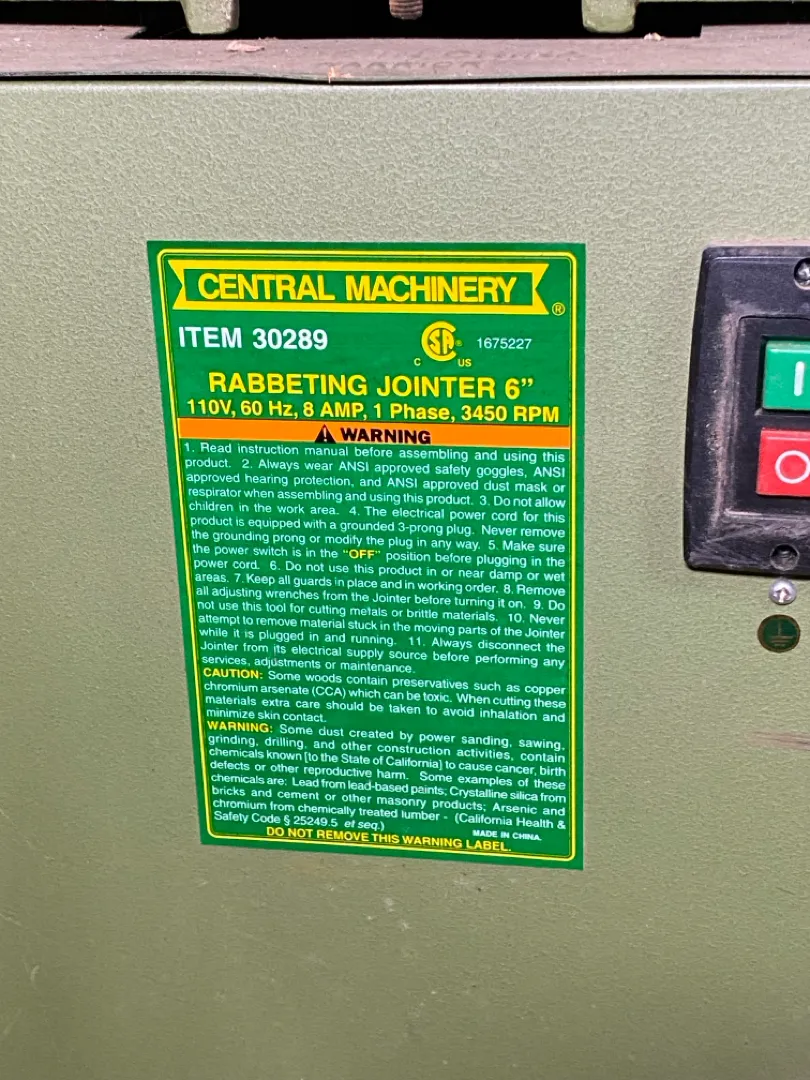 CENTRAL MACHINERY ®
ITEM 30289
C SA ® US 1675227
RABBETING JOINTER 6”
110V, 60 Hz, 8 AMP, 1 Phase, 3450 RPM
WARNING
1. Read instruction manual before assembling and using this
product. 2. Always wear ANSI approved safety goggles, ANSI
approved hearing protection, and ANSI approved dust mask or
respirator when assembling and using this product. 3. Do not allow
children in the work area. 4. The electrical power cord for this
product is equipped with a grounded 3-prong plug. Never remove
the grounding prong or modify the plug in any way. 5. Make sure
the power switch is in the “OFF” position before plugging in the
power cord. 6. Do not use this product in or near damp or wet
areas. 7. Keep all guards in place and in working order. 8. Remove
all adjusting wrenches from the Jointer before turning it on. 9. Do
not use this tool for cutting metals or brittle materials. 10. Never
attempt to remove material stuck in the moving parts of the Jointer
while it is plugged in and running. 11. Always disconnect the
Jointer from its electrical supply source before performing any
services, adjustments or maintenance.
CAUTION: Some woods contain preservatives such as copper
chromium arsenate (CCA) which can be toxic. When cutting these
materials extra care should be taken to avoid inhalation and
minimize skin contact.
WARNING: Some dust created by power sanding, sawing,
grinding, drilling, and other construction activities, contain
chemicals known [to the State of California] to cause cancer, birth
defects or other reproductive harm. Some examples of these
chemicals are: Lead from lead-based paints; Crystalline silica from
bricks and cement or other masonry products; Arsenic and
chromium from chemically treated lumber - (California Health &
Safety Code § 25249.5 et seq.)
MADE IN CHINA.
DO NOT REMOVE THIS WARNING LABEL.
I
O